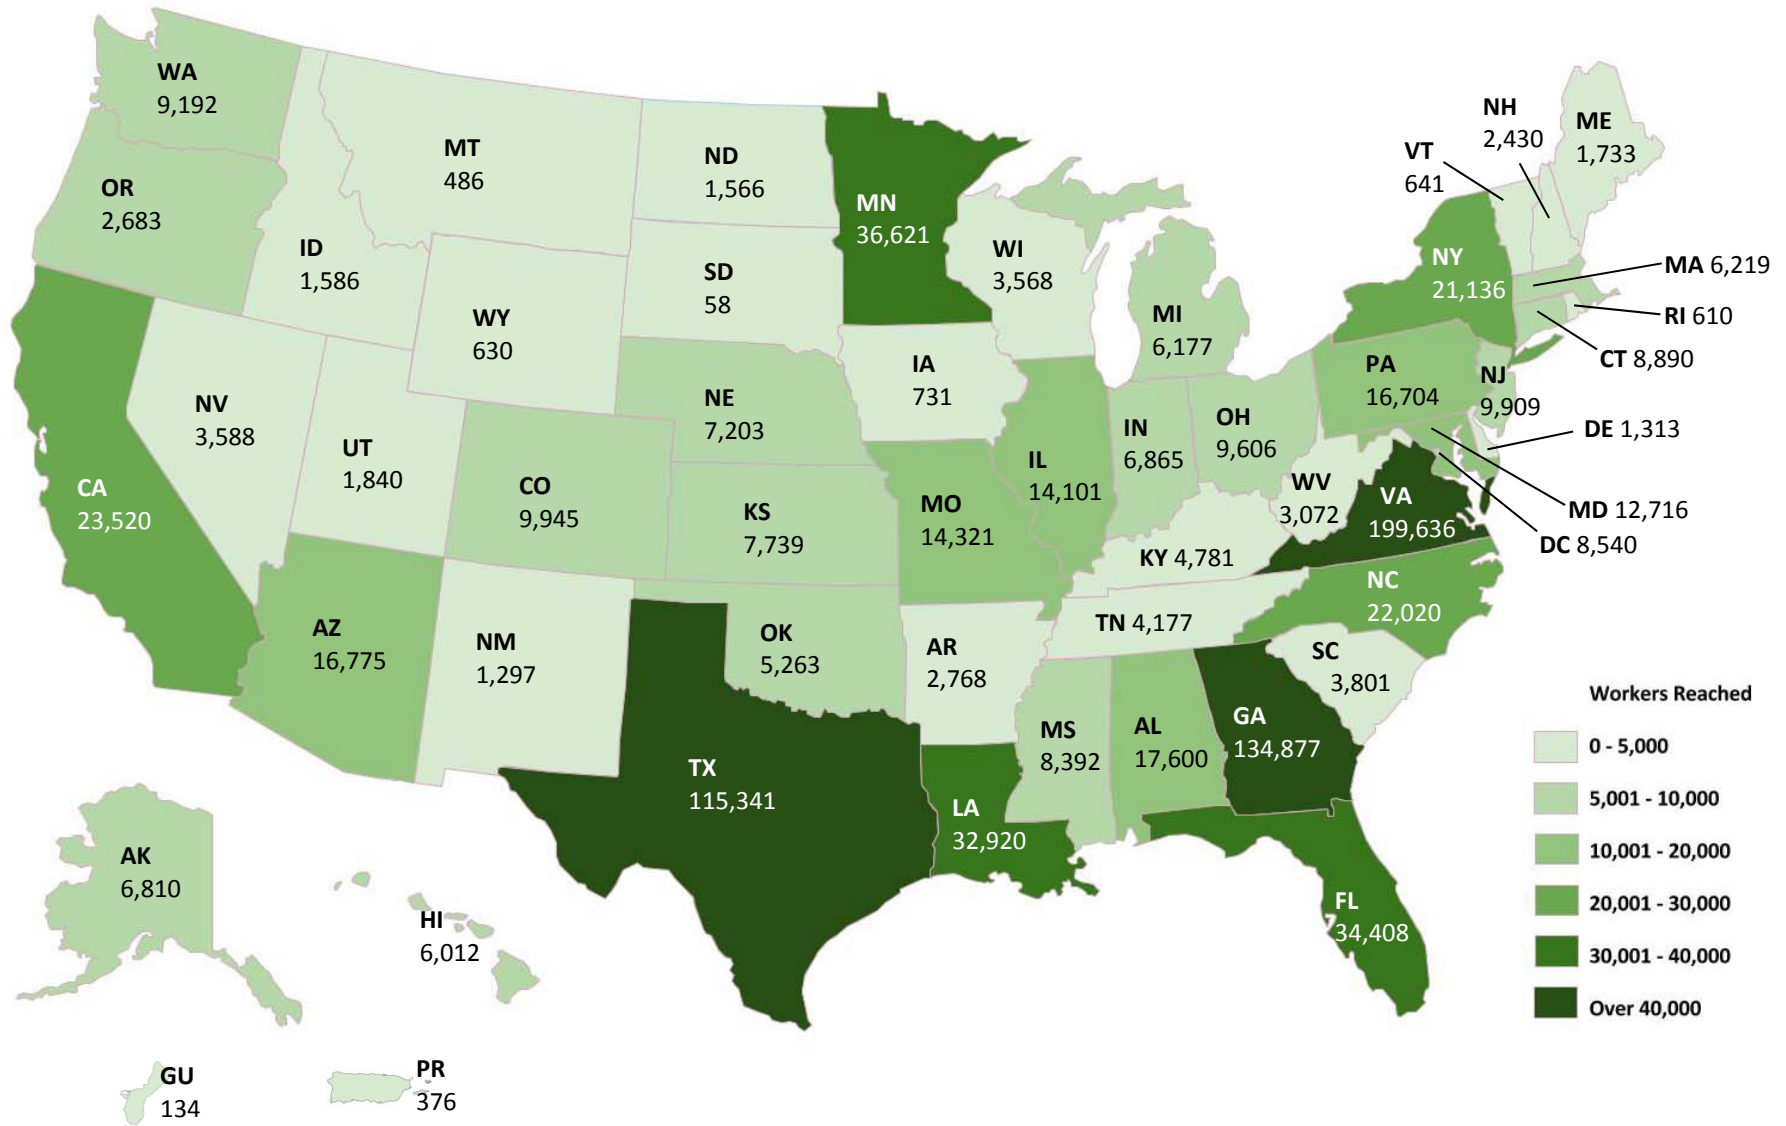 WA
9,192
OR
2,683
CA
23,520
ID
1,586
NV
3,588
MT
486
WY
630
UT
1,840
AZ
16,775
CO
9,945
NM
1,297
ND
1,566
SD
58
NE
7,203
KS
7,739
OK
5,263
TX
115,341
MN
36,621
IA
731
MO
14,321
AR
2,768
LA
32,920
WI
3,568
IL
14,101
MI
6,177
IN
6,865
OH
9,606
KY 4,781
TN 4,177
MS
8,392
AL
17,600
GA
134,877
FL
34,408
SC
3,801
NC
22,020
VA
199,636
WV
3,072
PA
16,704
NY
21,136
NJ
9,909
VT
641
NH
2,430
ME
1,733
MA 6,219
RI 610
CT 8,890
DE 1,313
MD 12,716
DC 8,540
AK
6,810
HI
6,012
GU
134
PR
376
Workers Reached
0 - 5,000
5,001 - 10,000
10,001 - 20,000
20,001 - 30,000
30,001 - 40,000
Over 40,000